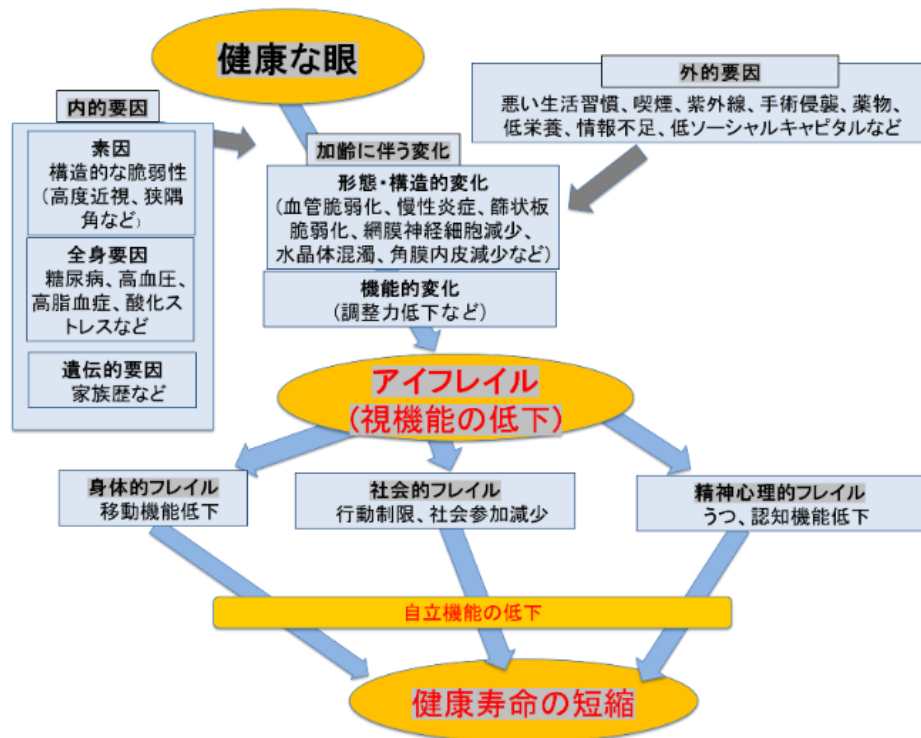 健康な眼
外的要因
悪い生活習慣、喫煙、紫外線、手術侵襲、薬物、
低栄養、情報不足、低ソーシャルキャピタルなど
内的要因
素因
構造的な脆弱性
(高度近視、狭隅
角など)
全身要因
糖尿病、高血圧、
高脂血症、酸化ス
トレスなど
遺伝的要因
家族歴など
加齢に伴う変化
形態・構造的変化
(血管脆弱化、慢性炎症、篩状板
脆弱化、網膜神経細胞減少、
水晶体混濁、角膜内皮減少など)
機能的変化
(調整力低下など)
アイフレイル
(視機能の低下)
身体的フレイル
移動機能低下
社会的フレイル
行動制限、社会参加減少
精神心理的フレイル
うつ、認知機能低下
自立機能の低下
健康寿命の短縮